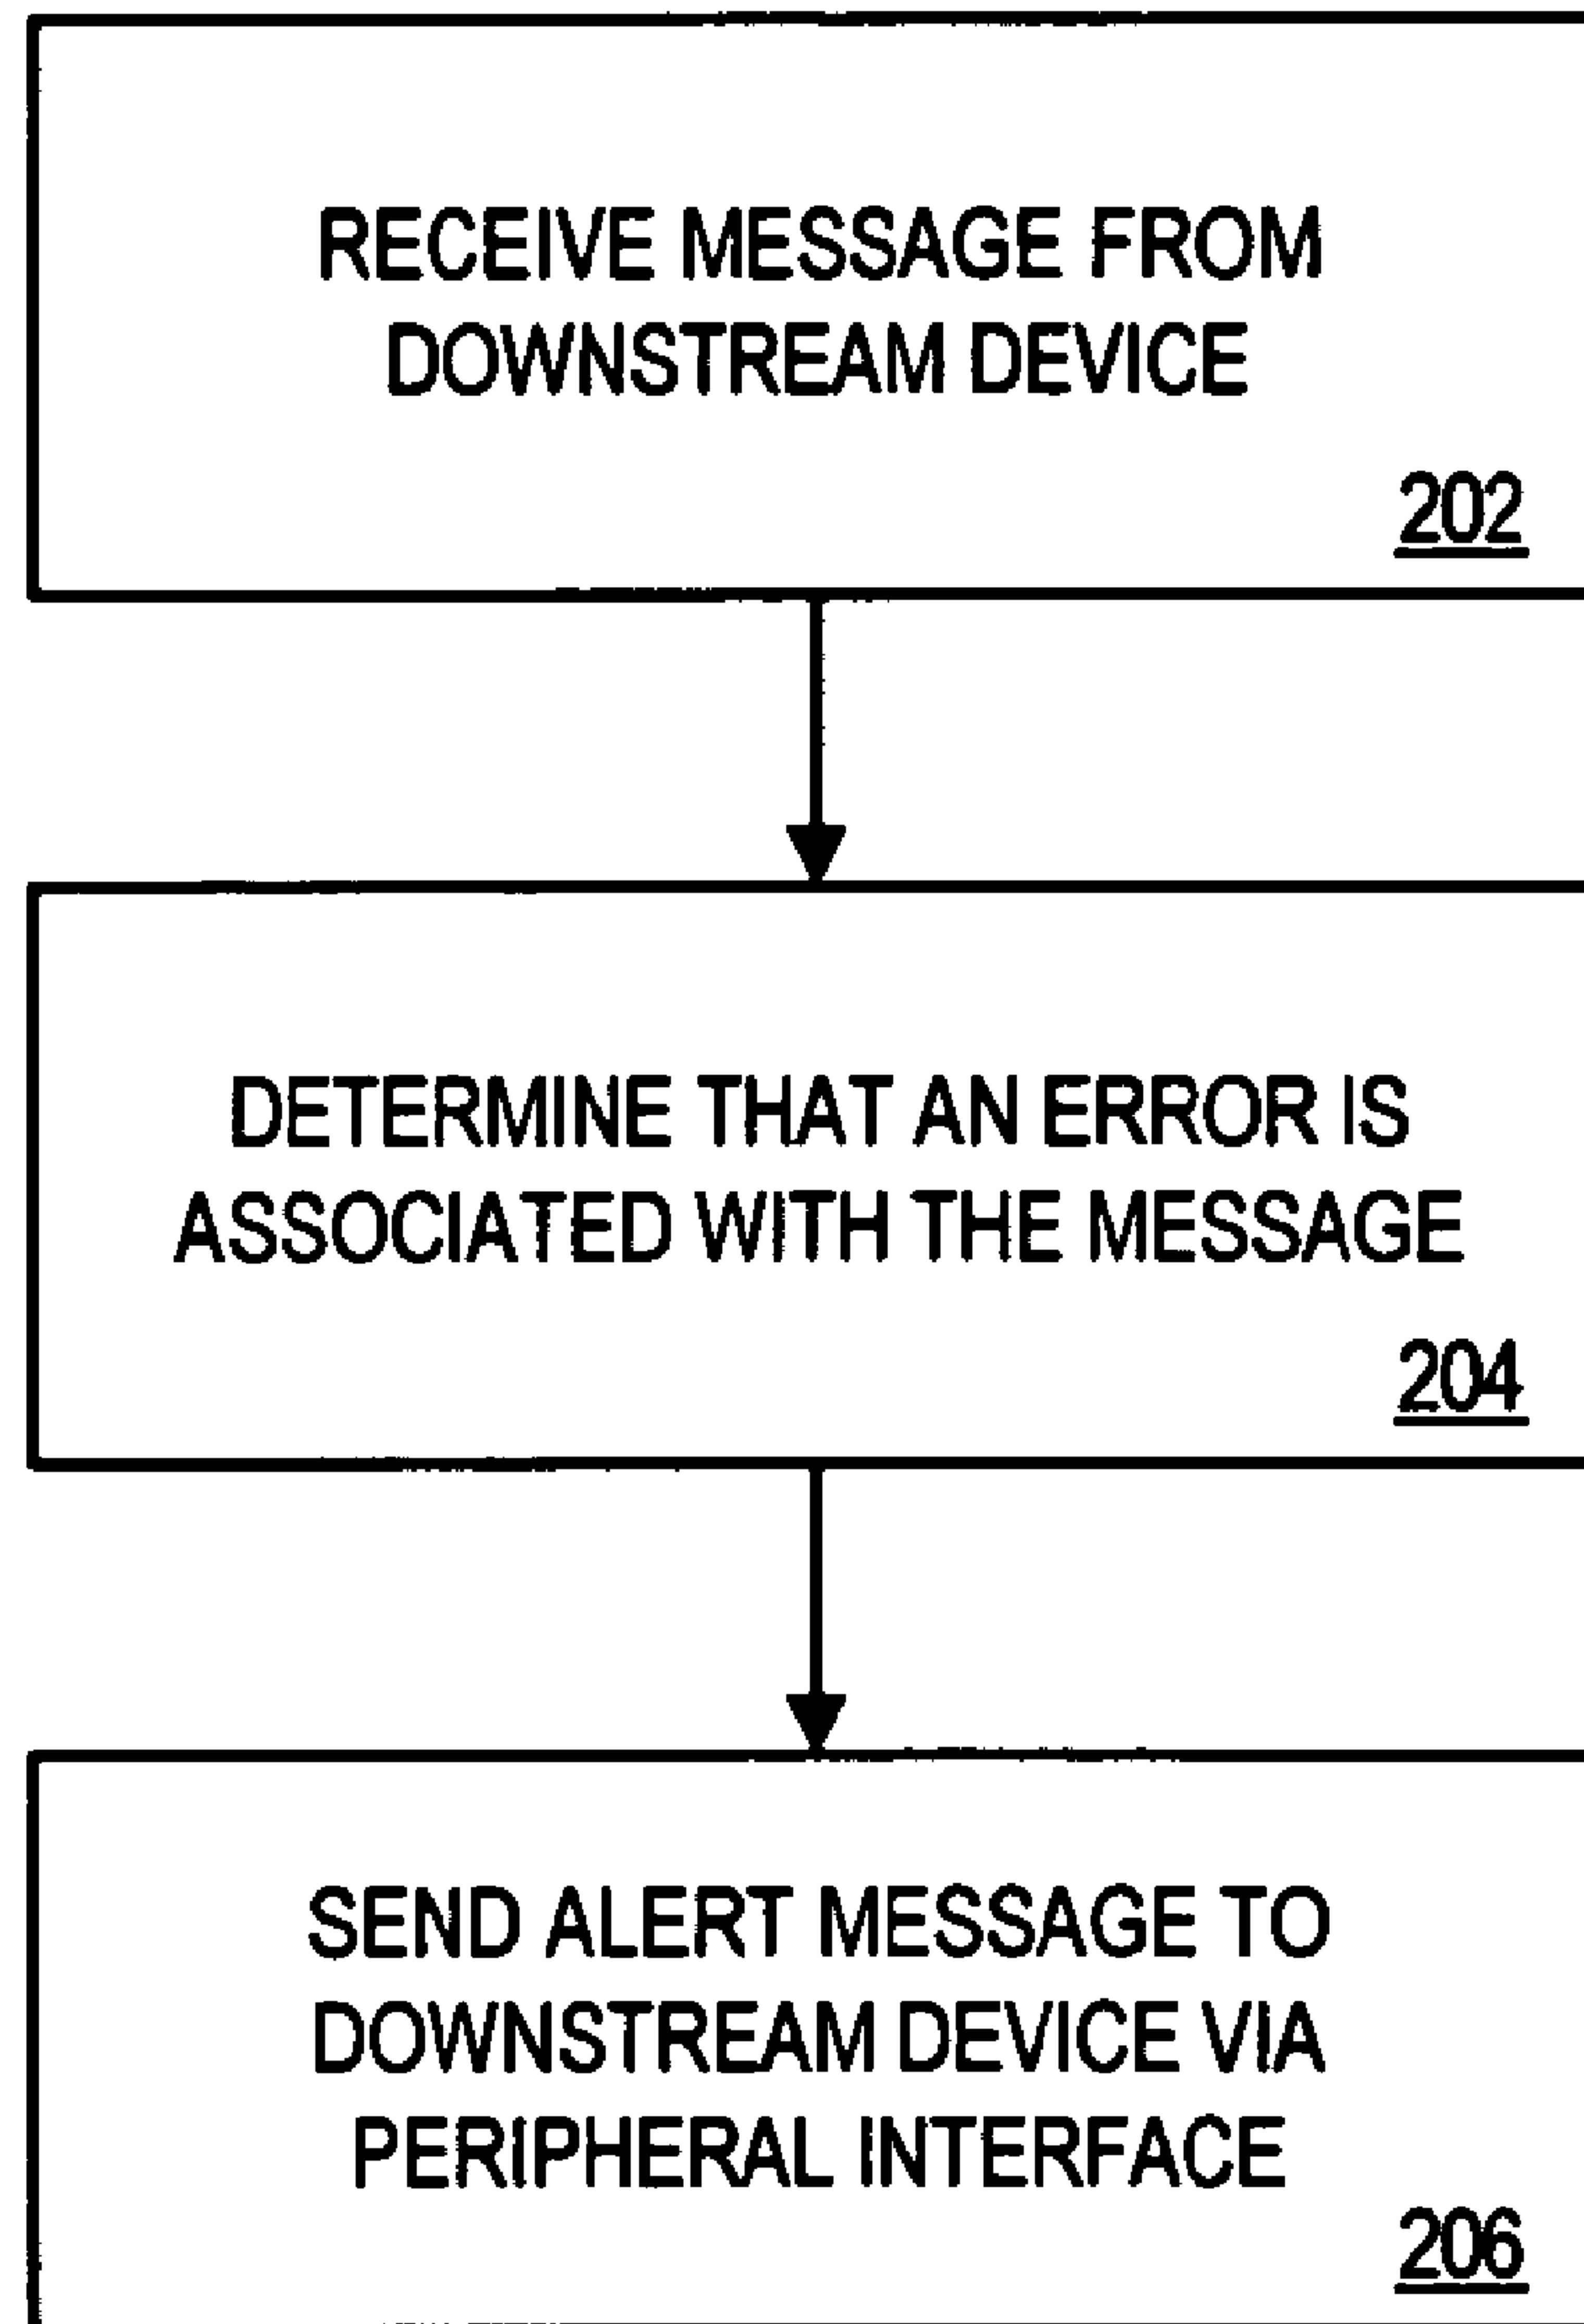 RECEIVE MESSAGE FROM
DOWNSTREAM DEVICE
202
DETERMINE THAT AN ERROR IS
ASSOCIATED WITH THE MESSAGE
204
SEND ALERT MESSAGE TO
DOWNSTREAM DEVICE VIA
PERIPHERAL INTERFACE
206